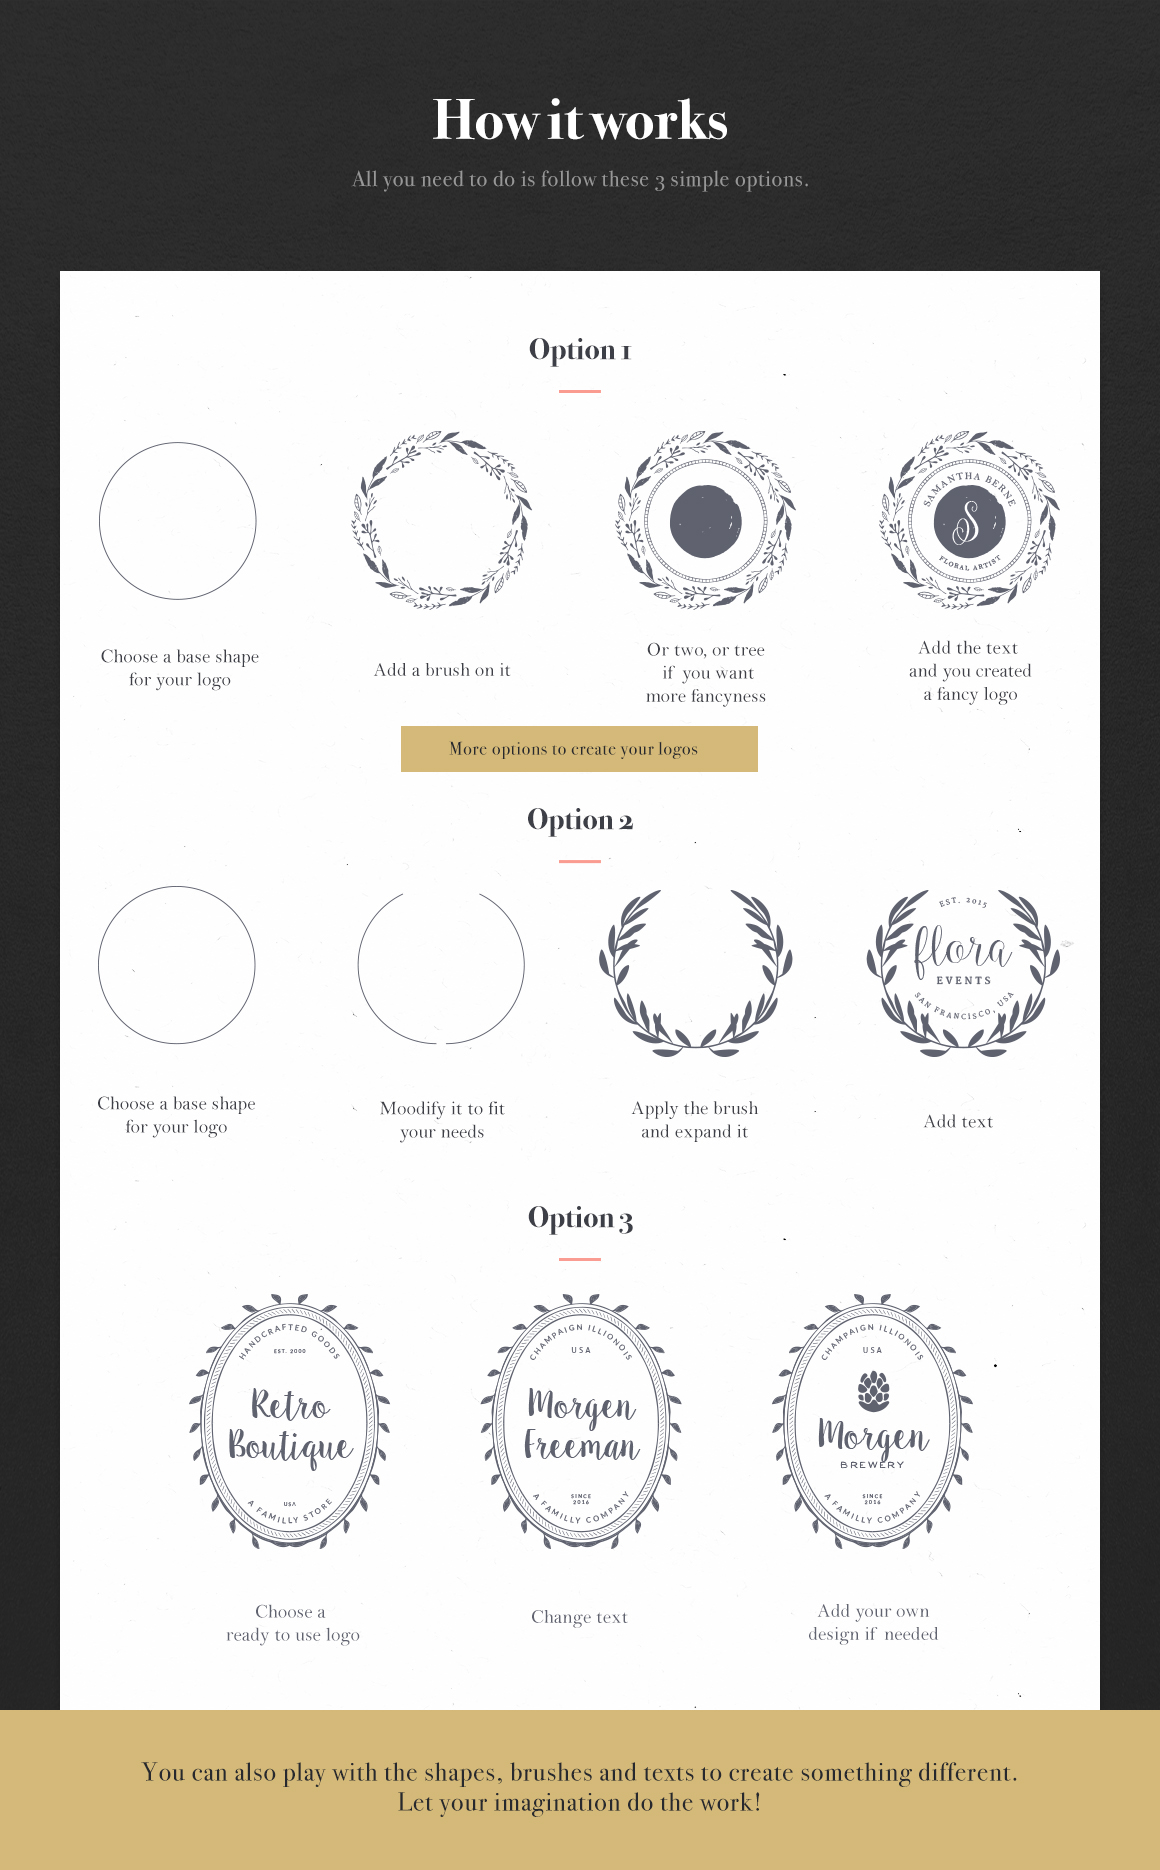 How it works
All you need to do is follow these 3 simple options.
Option 1
SAMANTHA BERNE
S
FLORAL ARTIST
Choose a base shape
for your logo
Add a brush on it
Or two, or tree
if you want
more fancyness
Add the text
and you created
a fancy logo
More options to create your logos
Option 2
EST. 2015
flora
EVENTS
SAN FRANCISCO, USA
Choose a base shape
for your logo
Moodify it to fit
your needs
Apply the brush
and expand it
Add text
Option 3
HANDCRAFTED GOODS
EST. 2000
Retro
Boutique
USA
A FAMILLY STORE
CHAMPAIGN ILLIONOIS
USA
Morgen
Freeman
SINCE
2016
A FAMILLY COMPANY
CHAMPAIGN ILLIONOIS
USA
Morgen
BREWERY
SINCE
2016
A FAMILLY COMPANY
Choose a
ready to use logo
Change text
Add your own
design if needed
You can also play with the shapes, brushes and texts to create something different.
Let your imagination do the work!